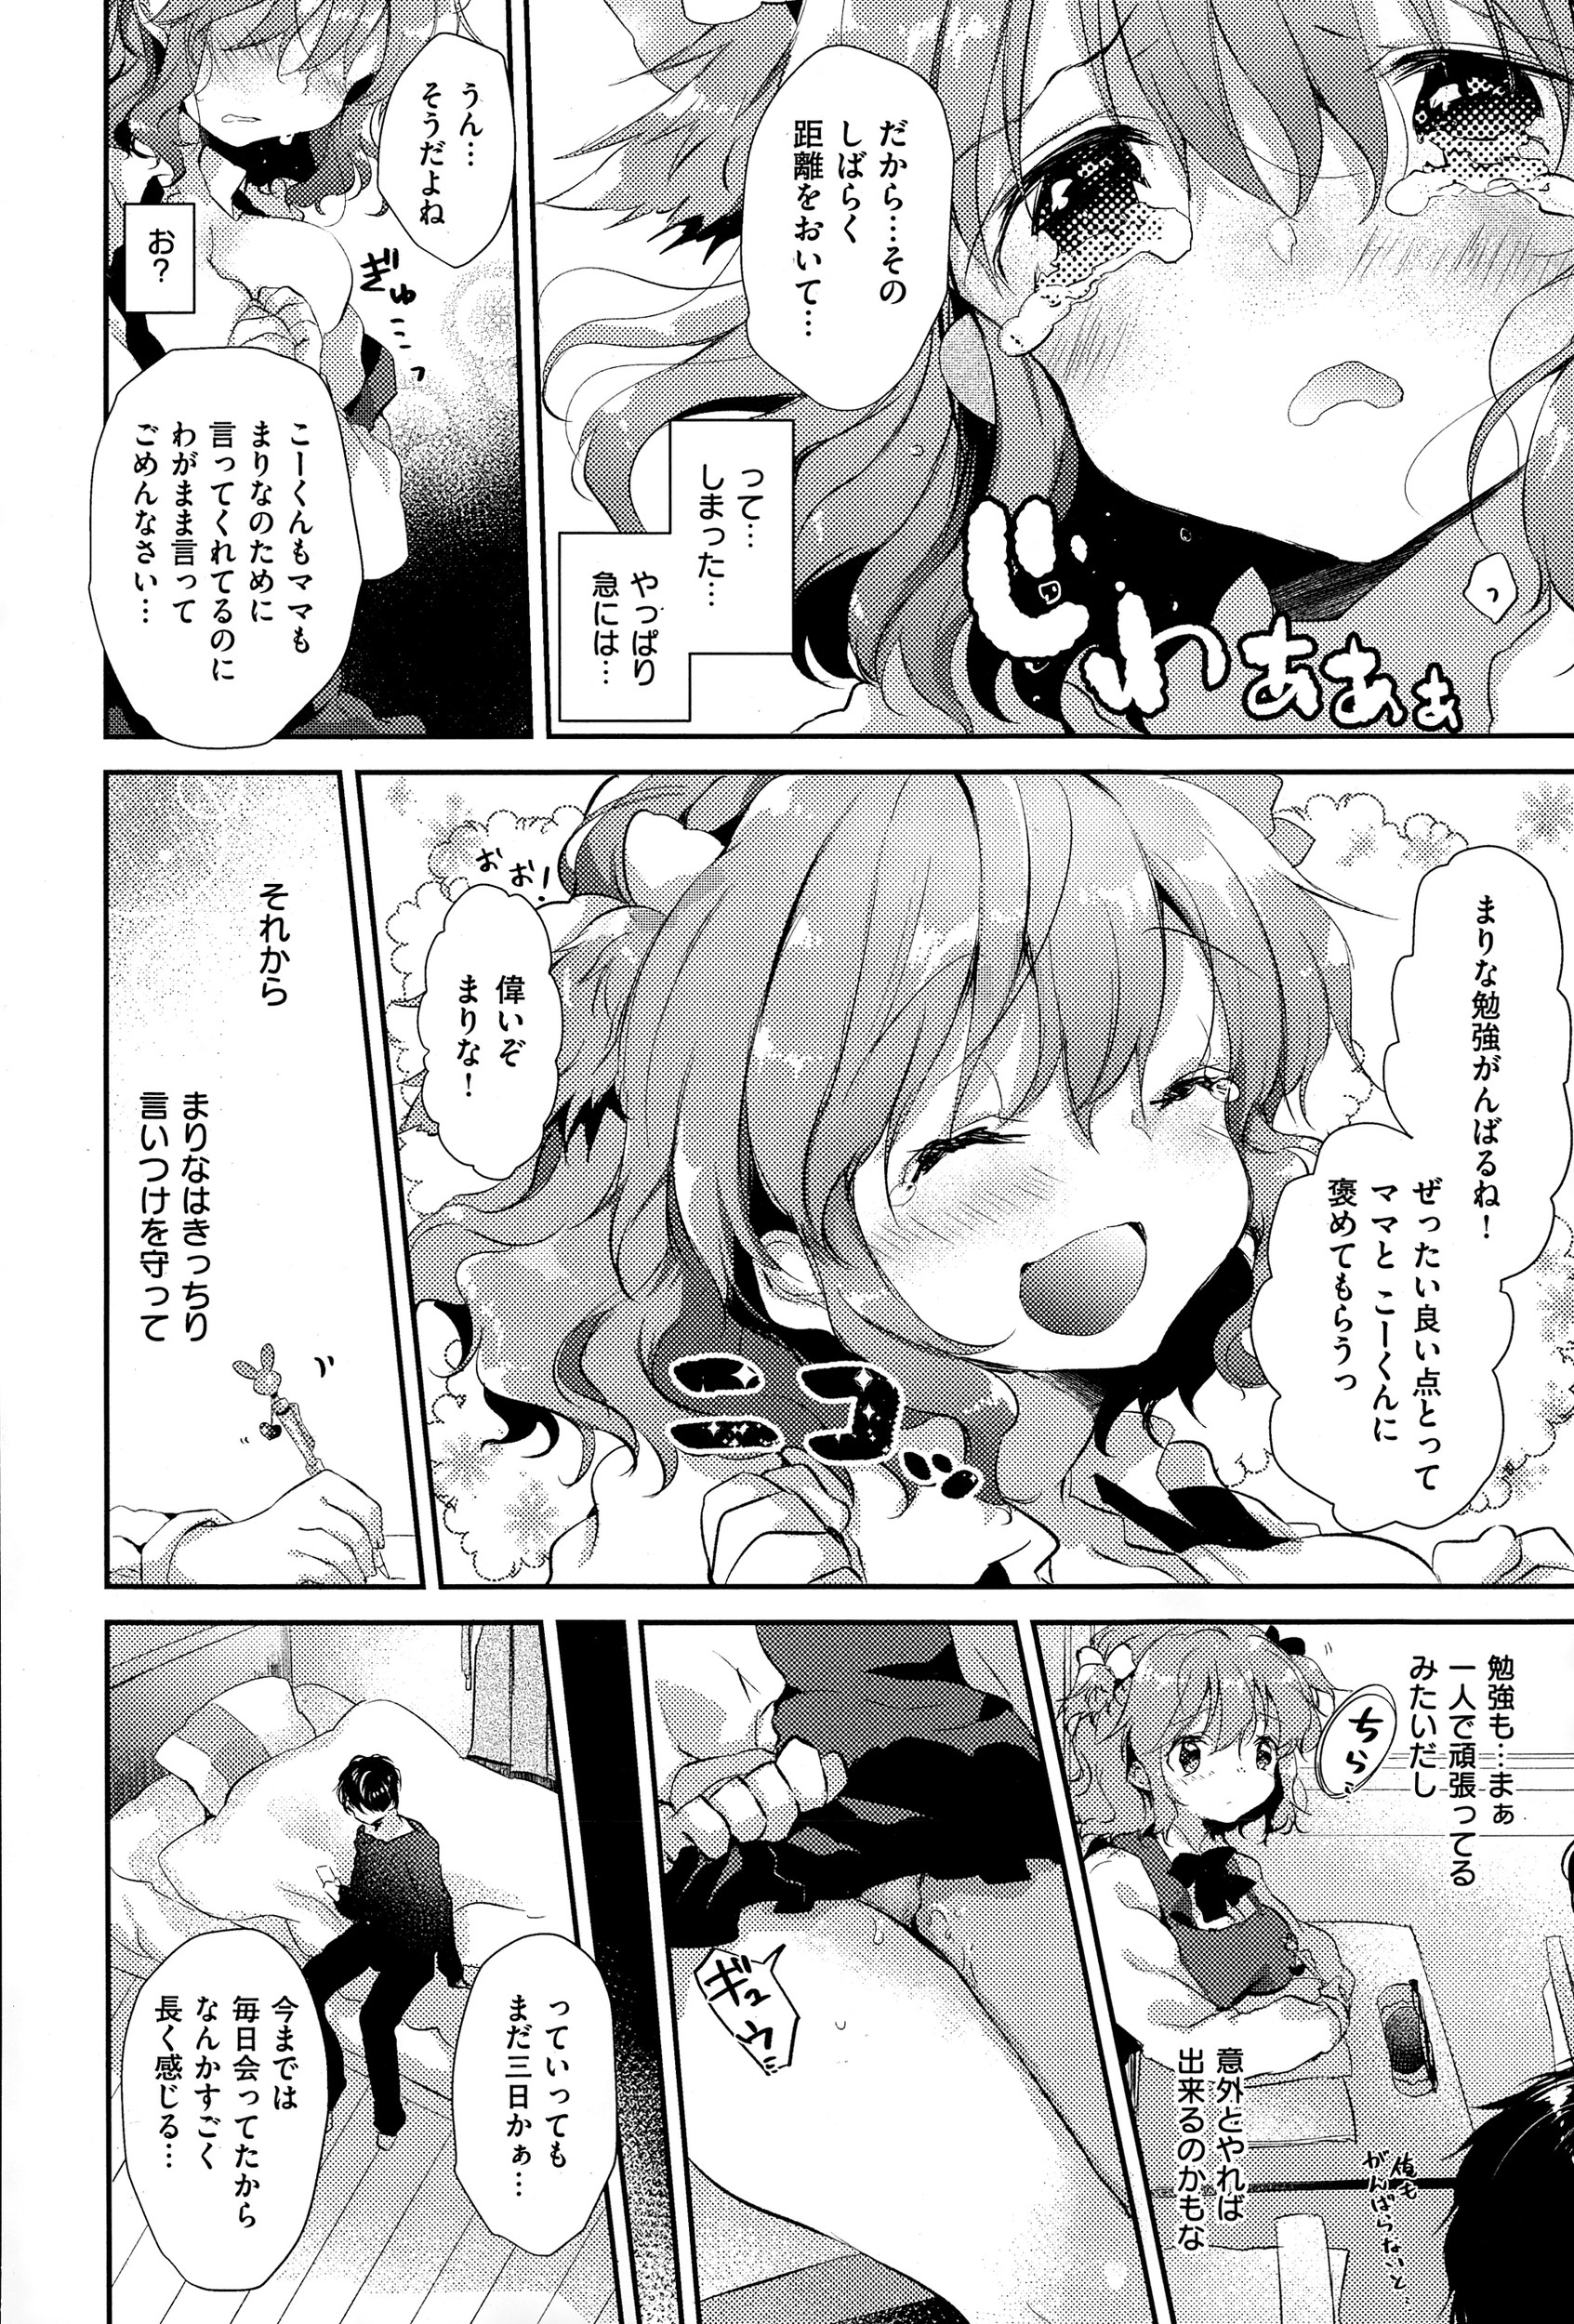 だから…その
しばらく
距離をおいて…
って…
しまった…
やっぱり
急には…
じわぁぁぁ
っ
うん…
そうだよね
お？
ぎゅ…っ
こーくんもママも
まりなのために
言ってくれてるのに
わがまま言って
ごめんなさい…
まりな勉強がんばるね！
ぜったい良い点とって
ママと こーくんに
褒めてもらうっ
ニコッ
おお！
偉いぞ
まりな！
それから
まりなはきっちり
言いつけを守って
勉強も…まぁ
一人で頑張ってる
みたいだし
ちら…
意外とやれば
出来るのかもな
俺も
がんばらないと…
ギュウ…
っていっても
まだ三日かぁ…
今までは
毎日会ってたから
なんかすごく
長く感じる…